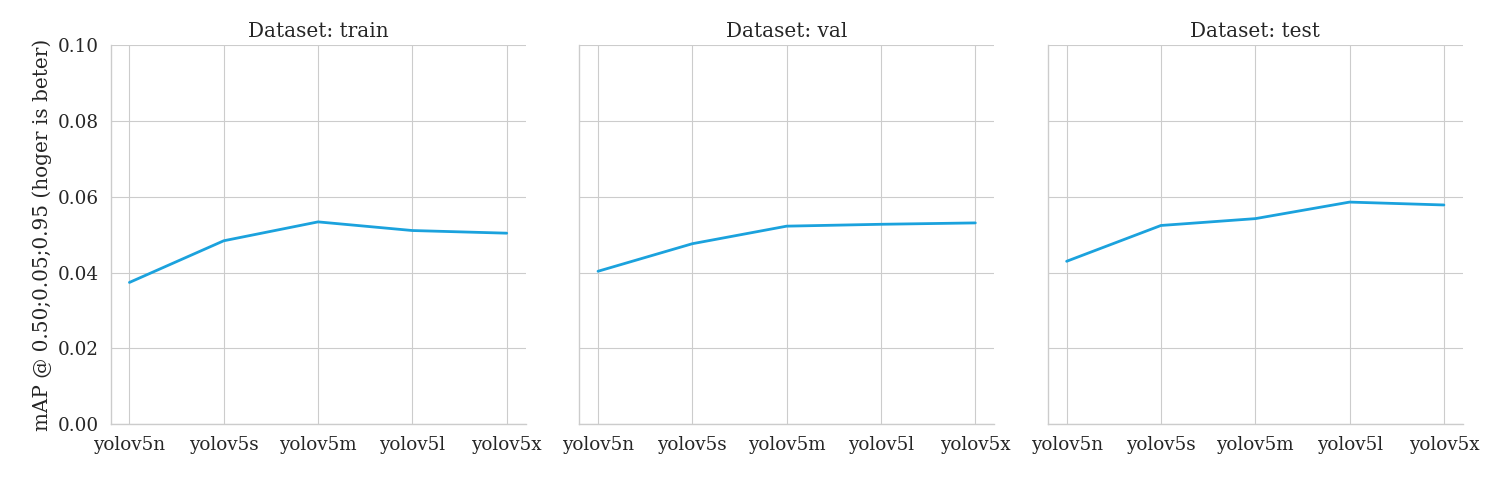 Dataset: train
Dataset: val
Dataset: test
mAP @ 0.50;0.05;0.95 (hoger is beter)
0.10
0.08
0.06
0.04
0.02
0.00
yolov5n yolov5s yolov5m yolov5l yolov5x
yolov5n yolov5s yolov5m yolov5l yolov5x
yolov5n yolov5s yolov5m yolov5l yolov5x